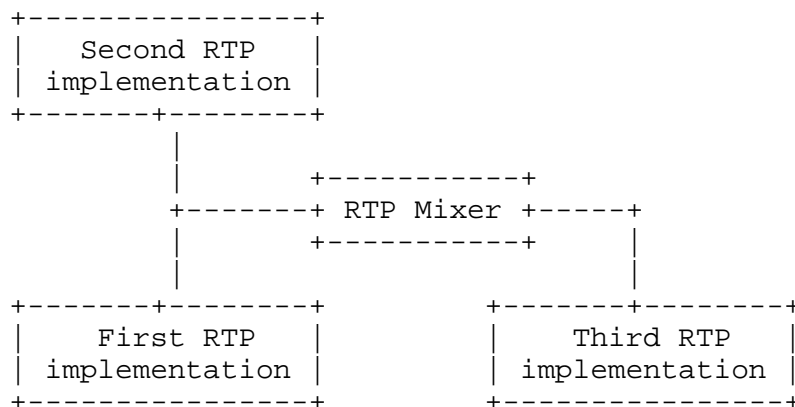 Second RTP
implementation
RTP Mixer
First RTP
implementation
Third RTP
implementation